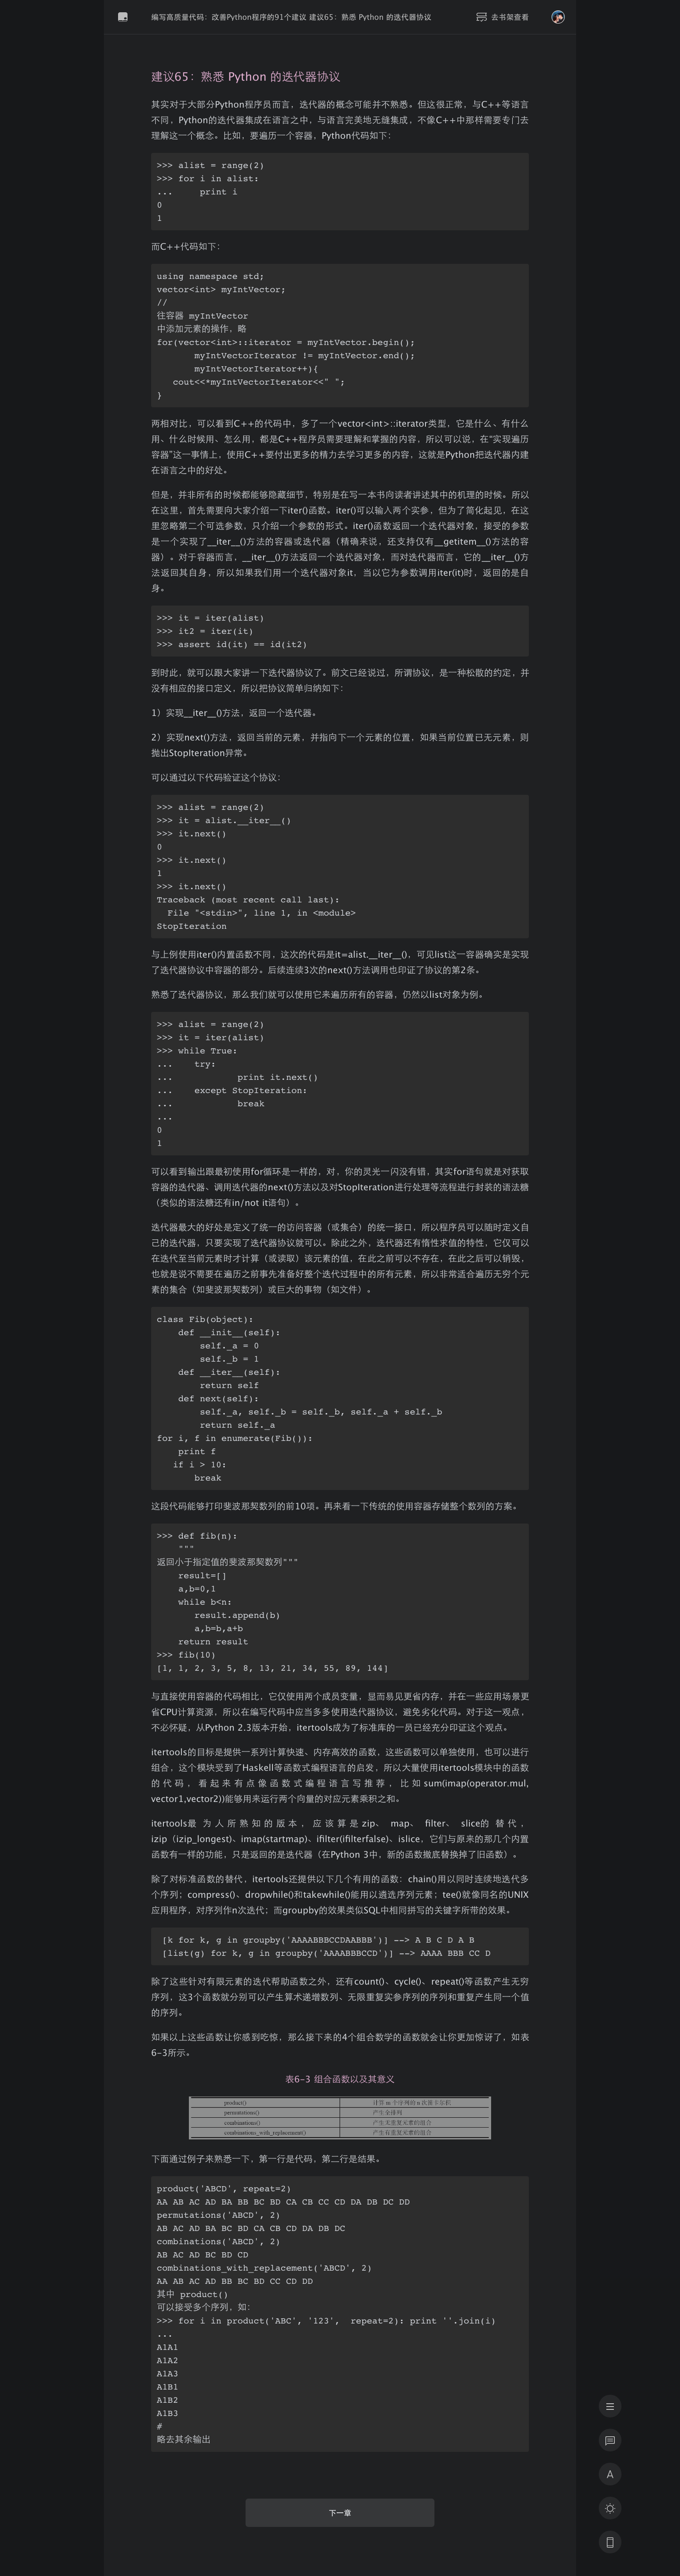 编写高质量代码：改善Python程序的91个建议 建议65：熟悉 Python 的迭代器协议
去书架查看
建议65：熟悉 Python 的迭代器协议
其实对于大部分Python程序员而言，迭代器的概念可能并不熟悉。但这很正常，与C++等语言
不同，Python的迭代器集成在语言之中，与语言完美地无缝集成，不像C++中那样需要专门去
理解这一个概念。比如，要遍历一个容器，Python代码如下：
>>> alist = range(2)
>>> for i in alist:
...     print i
0
1
而C++代码如下：
using namespace std;
vector<int> myIntVector;
//
往容器 myIntVector
中添加元素的操作，略
for(vector<int>::iterator = myIntVector.begin();
       myIntVectorIterator != myIntVector.end();
       myIntVectorIterator++){
   cout<<*myIntVectorIterator<<" ";
}
两相对比，可以看到C++的代码中，多了一个vector<int>::iterator类型，它是什么、有什么
用、什么时候用、怎么用，都是C++程序员需要理解和掌握的内容，所以可以说，在“实现遍历
容器”这一事情上，使用C++要付出更多的精力去学习更多的内容，这就是Python把迭代器内建
在语言之中的好处。
但是，并非所有的时候都能够隐藏细节，特别是在写一本书向读者讲述其中的机理的时候。所以
在这里，首先需要向大家介绍一下iter()函数。iter()可以输入两个实参，但为了简化起见，在这
里忽略第二个可选参数，只介绍一个参数的形式。iter()函数返回一个迭代器对象，接受的参数
是一个实现了__iter__()方法的容器或迭代器（精确来说，还支持仅有__getitem__()方法的容
器）。对于容器而言，__iter__()方法返回一个迭代器对象，而对迭代器而言，它的__iter__()方
法返回其自身，所以如果我们用一个迭代器对象it，当以它为参数调用iter(it)时，返回的是自
身。
>>> it = iter(alist)
>>> it2 = iter(it)
>>> assert id(it) == id(it2)
到时此，就可以跟大家讲一下迭代器协议了。前文已经说过，所谓协议，是一种松散的约定，并
没有相应的接口定义，所以把协议简单归纳如下：
1）实现__iter__()方法，返回一个迭代器。
2）实现next()方法，返回当前的元素，并指向下一个元素的位置，如果当前位置已无元素，则
抛出StopIteration异常。
可以通过以下代码验证这个协议：
>>> alist = range(2)
>>> it = alist.__iter__()
>>> it.next()
0
>>> it.next()
1
>>> it.next()
Traceback (most recent call last):
  File "<stdin>", line 1, in <module>
StopIteration
与上例使用iter()内置函数不同，这次的代码是it=alist.__iter__()，可见list这一容器确实是实现
了迭代器协议中容器的部分。后续连续3次的next()方法调用也印证了协议的第2条。
熟悉了迭代器协议，那么我们就可以使用它来遍历所有的容器，仍然以list对象为例。
>>> alist = range(2)
>>> it = iter(alist)
>>> while True:
...    try:
...            print it.next()
...    except StopIteration:
...            break
...
0
1
可以看到输出跟最初使用for循环是一样的，对，你的灵光一闪没有错，其实for语句就是对获取
容器的迭代器、调用迭代器的next()方法以及对StopIteration进行处理等流程进行封装的语法糖
（类似的语法糖还有in/not it语句）。
迭代器最大的好处是定义了统一的访问容器（或集合）的统一接口，所以程序员可以随时定义自
己的迭代器，只要实现了迭代器协议就可以。除此之外，迭代器还有惰性求值的特性，它仅可以
在迭代至当前元素时才计算（或读取）该元素的值，在此之前可以不存在，在此之后可以销毁，
也就是说不需要在遍历之前事先准备好整个迭代过程中的所有元素，所以非常适合遍历无穷个元
素的集合（如斐波那契数列）或巨大的事物（如文件）。
class Fib(object):
    def __init__(self):
        self._a = 0
        self._b = 1
    def __iter__(self):
        return self
    def next(self):
        self._a, self._b = self._b, self._a + self._b
        return self._a
for i, f in enumerate(Fib()):
    print f
   if i > 10:
       break
这段代码能够打印斐波那契数列的前10项。再来看一下传统的使用容器存储整个数列的方案。
>>> def fib(n):
    """
返回小于指定值的斐波那契数列"""
    result=[]
    a,b=0,1
    while b<n:
       result.append(b)
       a,b=b,a+b
    return result
>>> fib(10)
[1, 1, 2, 3, 5, 8, 13, 21, 34, 55, 89, 144]
与直接使用容器的代码相比，它仅使用两个成员变量，显而易见更省内存，并在一些应用场景更
省CPU计算资源，所以在编写代码中应当多多使用迭代器协议，避免劣化代码。对于这一观点，
不必怀疑，从Python 2.3版本开始，itertools成为了标准库的一员已经充分印证这个观点。
itertools的目标是提供一系列计算快速、内存高效的函数，这些函数可以单独使用，也可以进行
组合，这个模块受到了Haskell等函数式编程语言的启发，所以大量使用itertools模块中的函数
的代码，看起来有点像函数式编程语言写推荐，比如sum(imap(operator.mul,
vector1,vector2))能够用来运行两个向量的对应元素乘积之和。
itertools最 为人所熟知的版本，应该算是zip、 map、 filter、 slice的替代，
izip（izip_longest)、imap(startmap)、ifilter(ifilterfalse)、islice，它们与原来的那几个内置
函数有一样的功能，只是返回的是迭代器（在Python 3中，新的函数撤底替换掉了旧函数）。
除了对标准函数的替代，itertools还提供以下几个有用的函数：chain()用以同时连续地迭代多
个序列；compress()、dropwhile()和takewhile()能用以遴选序列元素；tee()就像同名的UNIX
应用程序，对序列作n次迭代；而groupby的效果类似SQL中相同拼写的关键字所带的效果。
[k for k, g in groupby('AAAABBBCCDAABBB')] --> A B C D A B
[list(g) for k, g in groupby('AAAABBBCCD')] --> AAAA BBB CC D
除了这些针对有限元素的迭代帮助函数之外，还有count()、cycle()、repeat()等函数产生无穷
序列，这3个函数就分别可以产生算术递增数列、无限重复实参序列的序列和重复产生同一个值
的序列。
如果以上这些函数让你感到吃惊，那么接下来的4个组合数学的函数就会让你更加惊讶了，如表
6-3所示。
表6-3 组合函数以及其意义
product() 计算 m 个序列的 n 次笛卡尔积
permutations() 产生全排列
combinations() 产生无重复元素的组合
combinations_with_replacement() 产生有重复元素的组合
下面通过例子来熟悉一下，第一行是代码，第二行是结果。
product('ABCD', repeat=2)
AA AB AC AD BA BB BC BD CA CB CC CD DA DB DC DD
permutations('ABCD', 2)
AB AC AD BA BC BD CA CB CD DA DB DC
combinations('ABCD', 2)
AB AC AD BC BD CD
combinations_with_replacement('ABCD', 2)
AA AB AC AD BB BC BD CC CD DD
其中 product()
可以接受多个序列，如：
>>> for i in product('ABC', '123',  repeat=2): print ''.join(i)
...
A1A1
A1A2
A1A3
A1B1
A1B2
A1B3
#
略去其余输出
下一章
A